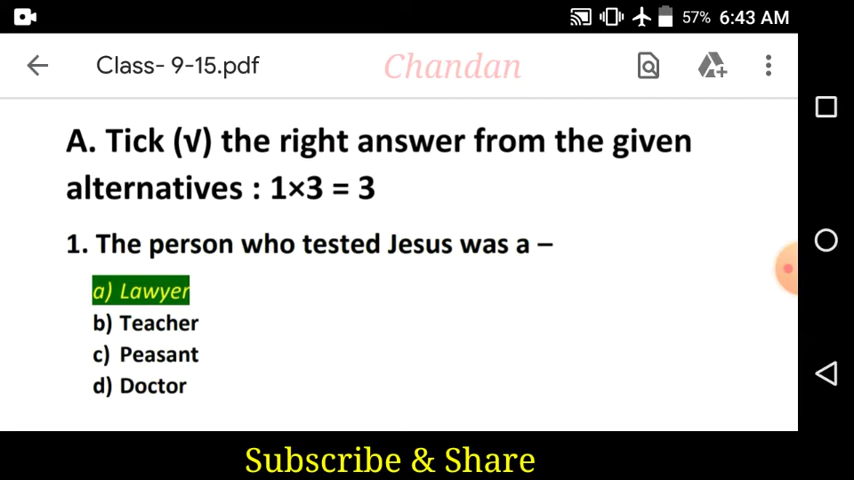 57% 6:43 AM
Class- 9-15.pdf Chandan
A. Tick (√) the right answer from the given
alternatives : 1×3 = 3
1. The person who tested Jesus was a –
a) Lawyer
b) Teacher
c) Peasant
d) Doctor
Subscribe & Share